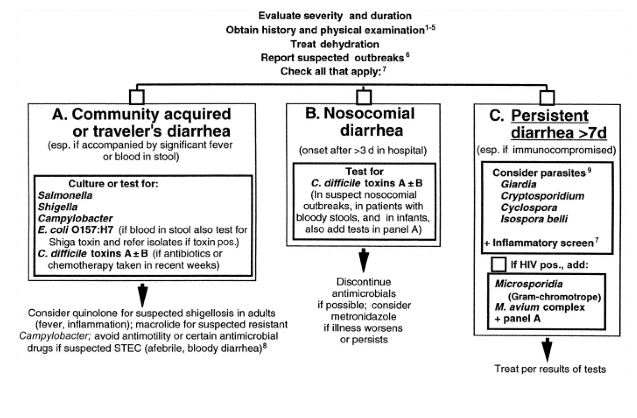 Evaluate severity and duration
Obtain history and physical examination1-5
Treat dehydration
Report suspected outbreaks6
Check all that apply:7
A. Community acquired
or traveler's diarrhea
(esp. if accompanied by significant fever
or blood in stool)
Culture or test for:
Salmonella
Shigella
Campylobacter
E. coli O157:H7 (if blood in stool also test for
Shiga toxin and refer isolates if toxin pos.)
C. difficile toxins A ± B (if antibiotics or
chemotherapy taken in recent weeks)
Consider quinolone for suspected shigellosis in adults
(fever, inflammation); macrolide for suspected resistant
Campylobacter; avoid antimotility or certain antimicrobial
drugs if suspected STEC (afebrile, bloody diarrhea)8
B. Nosocomial
diarrhea
(onset after >3 d in hospital)
Test for
C. difficile toxins A ± B
(In suspect nosocomial
outbreaks, in patients with
bloody stools, and in infants,
also add tests in panel A)
Discontinue
antimicrobials
if possible; consider
metronidazole
if illness worsens
or persists
C. Persistent
diarrhea >7d
(esp. if immunocompromised)
Consider parasites9
Giardia
Cryptosporidium
Cyclospora
Isospora belli
+ Inflammatory screen7
If HIV pos., add:
Microsporidia
(Gram-chromotrope)
M. avium complex
+ panel A
Treat per results of tests